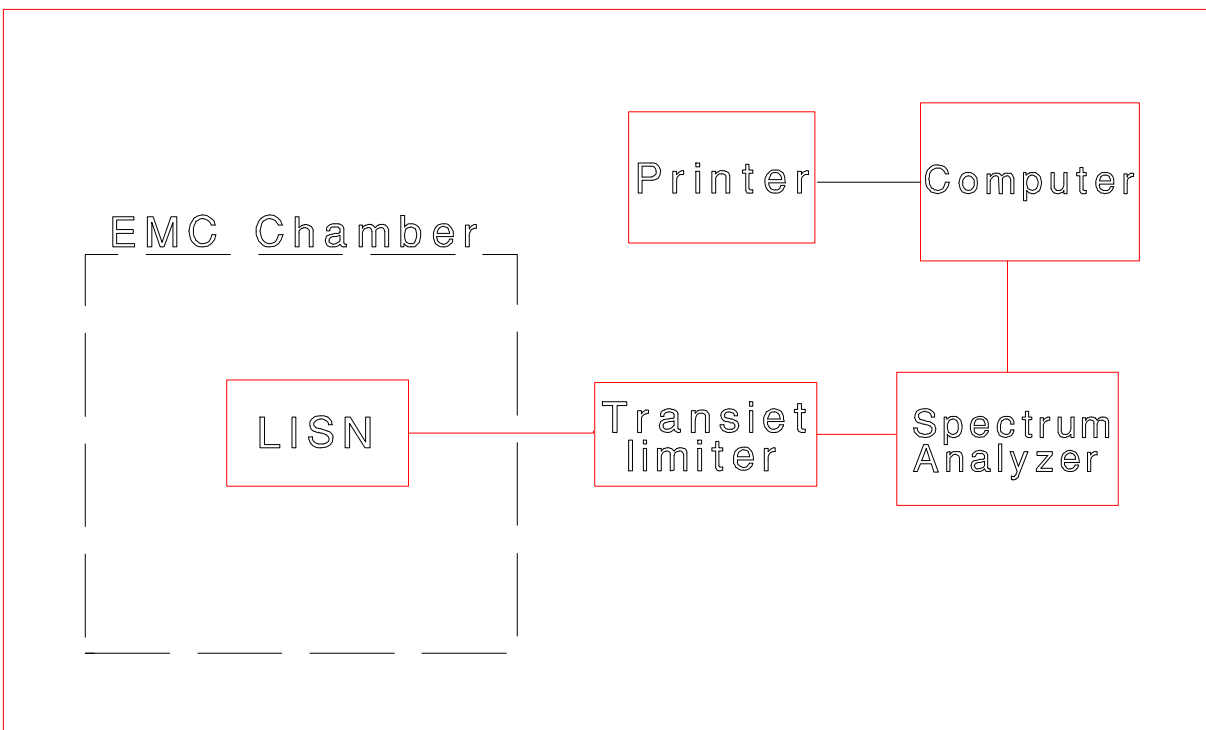 Printer
Computer
EMC Chamber
LISN
Transiet
limiter
Spectrum
Analyzer